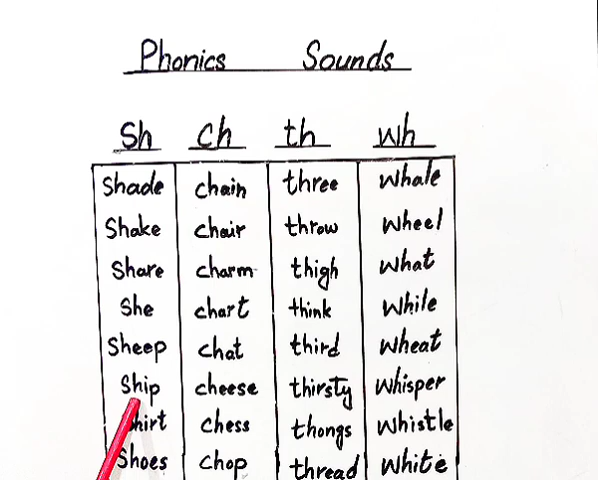 Phonics Sounds
Sh ch th wh
Shade chain three whale
Shake chair throw wheel
Share charm thigh what
She chart think while
Sheep chat third wheat
Ship cheese thirsty whisper
hirt chess thongs whistle
Shoes chop thread white